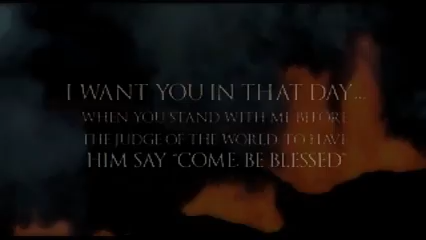 I WANT YOU IN THAT DAY...
WHEN YOU STAND WITH ME BEFORE
THE JUDGE OF THE WORLD, TO HAVE
HIM SAY "COME, BE BLESSED"